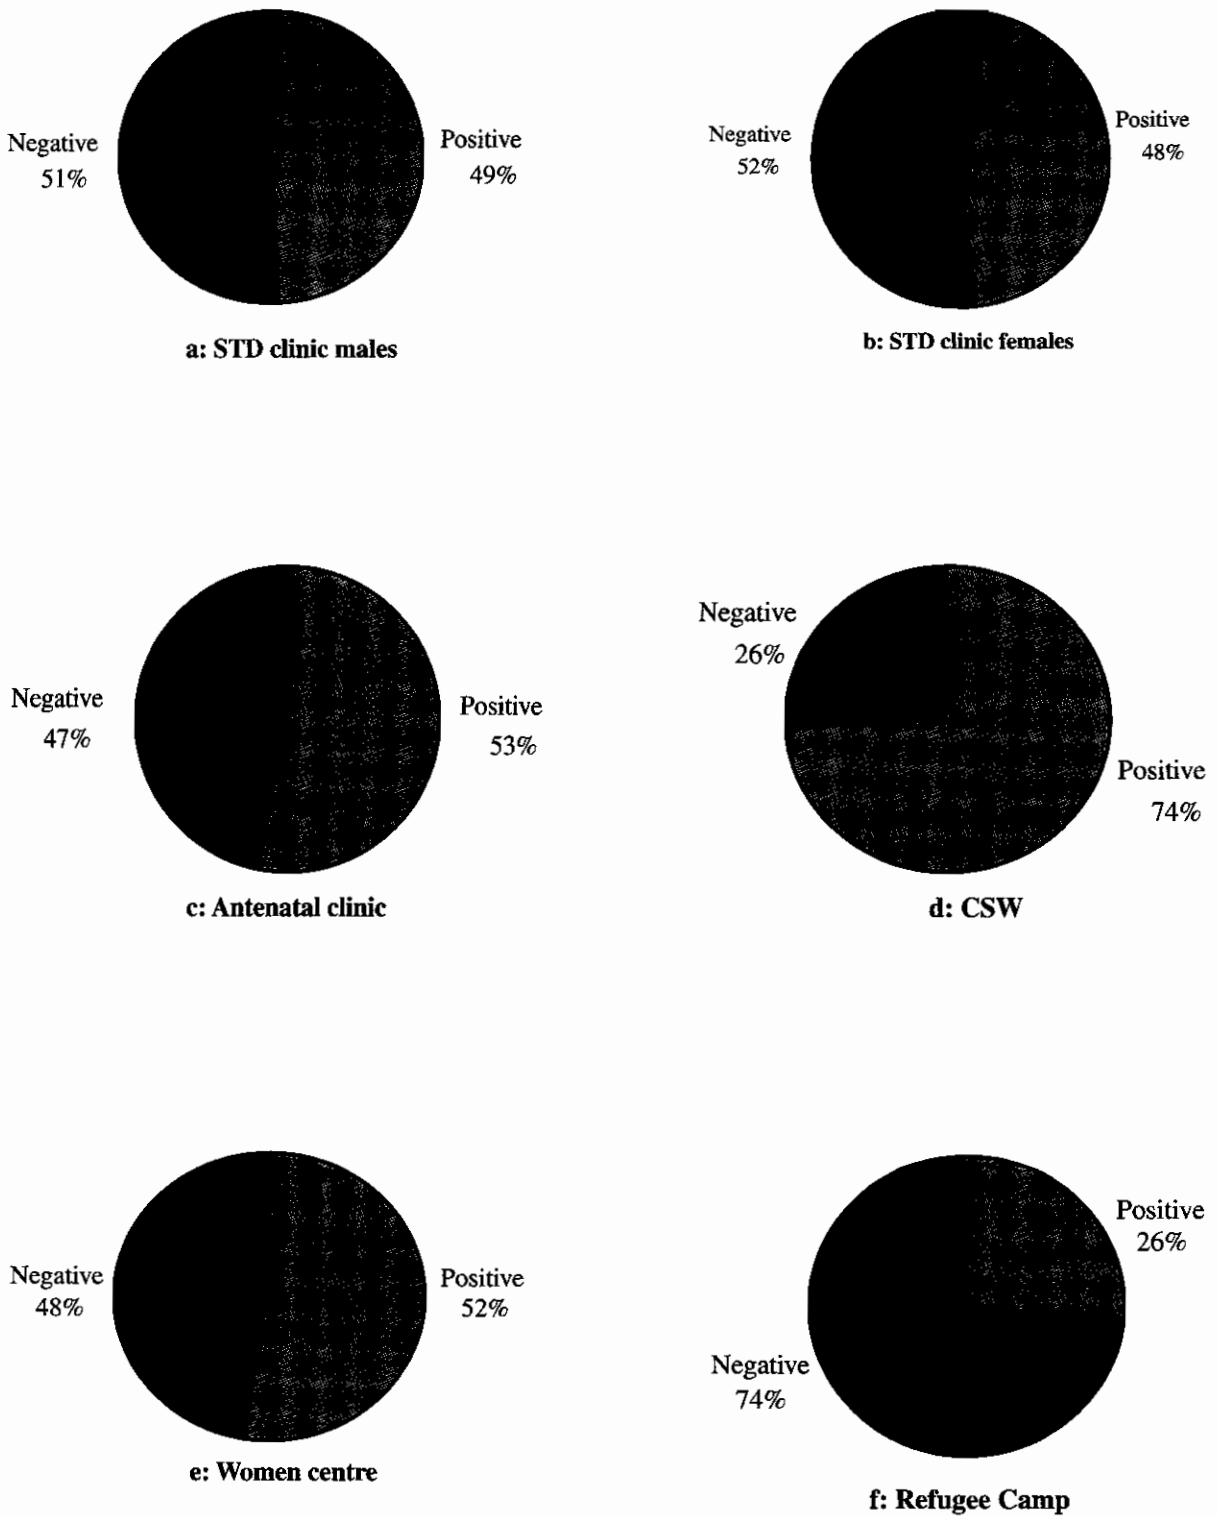 Negative
51%
Positive
49%
a: STD clinic males
Negative
52%
Positive
48%
b: STD clinic females
Negative
47%
Positive
53%
c: Antenatal clinic
Negative
26%
Positive
74%
d: CSW
Negative
48%
Positive
52%
e: Women centre
Positive
26%
Negative
74%
f: Refugee Camp